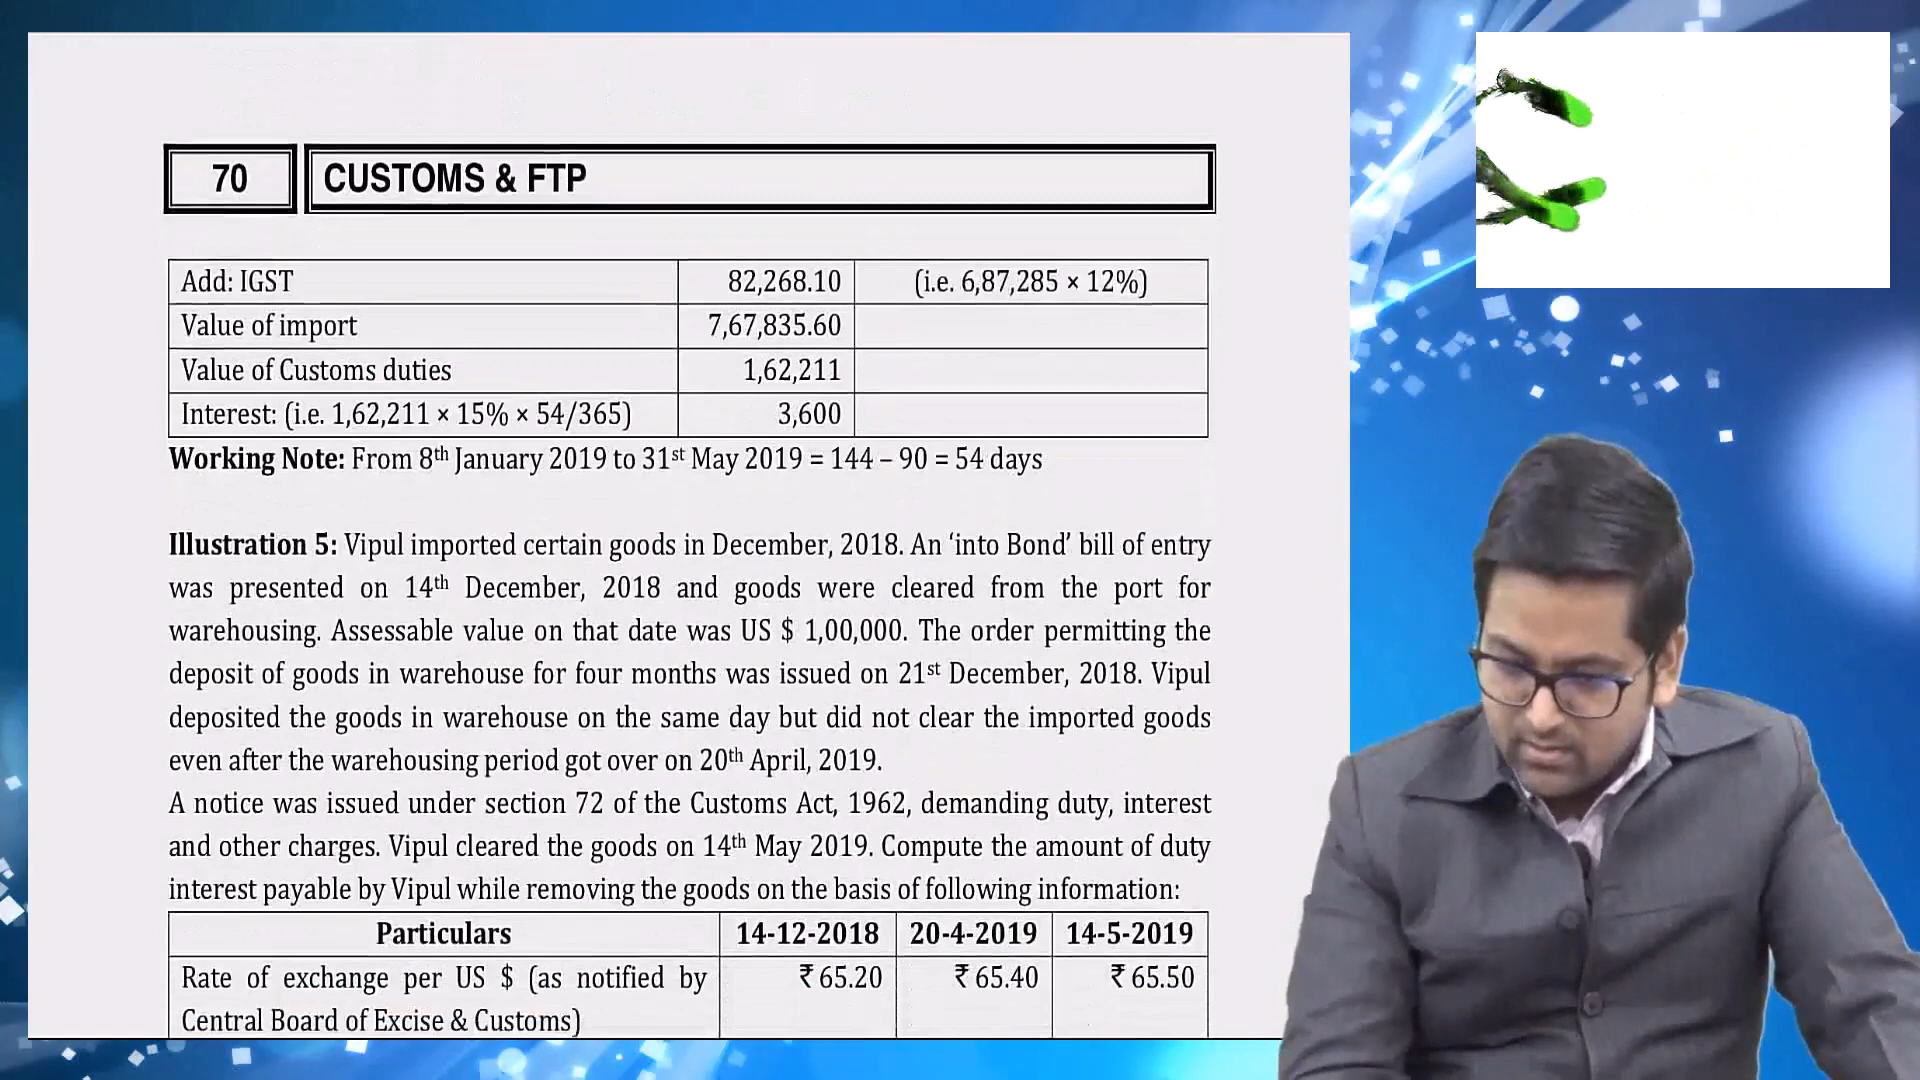 70
CUSTOMS & FTP
Add: IGST 82,268.10 (i.e. 6,87,285 × 12%)
Value of import 7,67,835.60
Value of Customs duties 1,62,211
Interest: (i.e. 1,62,211 × 15% × 54/365) 3,600
Working Note: From 8th January 2019 to 31st May 2019 = 144 – 90 = 54 days
Illustration 5: Vipul imported certain goods in December, 2018. An ‘into Bond’ bill of entry
was presented on 14th December, 2018 and goods were cleared from the port for
warehousing. Assessable value on that date was US $ 1,00,000. The order permitting the
deposit of goods in warehouse for four months was issued on 21st December, 2018. Vipul
deposited the goods in warehouse on the same day but did not clear the imported goods
even after the warehousing period got over on 20th April, 2019.
A notice was issued under section 72 of the Customs Act, 1962, demanding duty, interest
and other charges. Vipul cleared the goods on 14th May 2019. Compute the amount of duty
interest payable by Vipul while removing the goods on the basis of following information:
Particulars 14-12-2018 20-4-2019 14-5-2019
Rate of exchange per US $ (as notified by ₹ 65.20 ₹ 65.40 ₹ 65.50
Central Board of Excise & Customs)